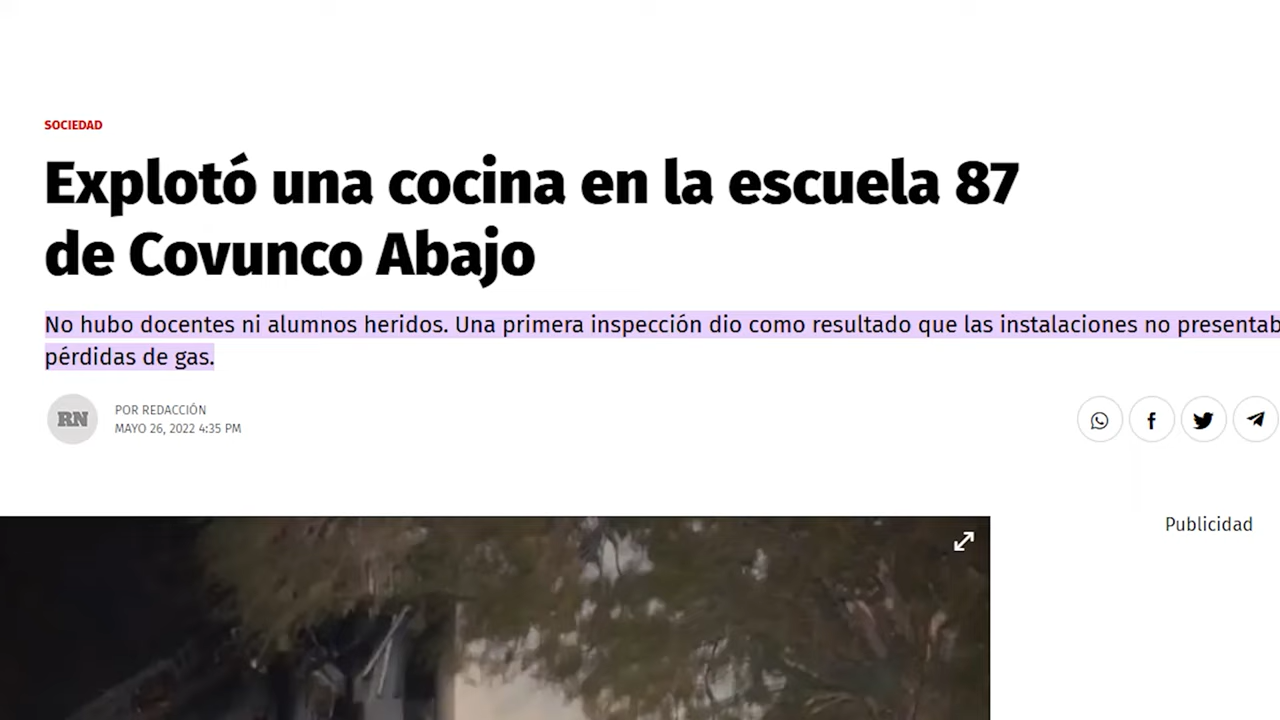 SOCIEDAD
Explotó una cocina en la escuela 87
de Covunco Abajo
No hubo docentes ni alumnos heridos. Una primera inspección dio como resultado que las instalaciones no presentab
pérdidas de gas.
RN
POR REDACCIÓN
MAYO 26, 2022 4:35 PM
Publicidad